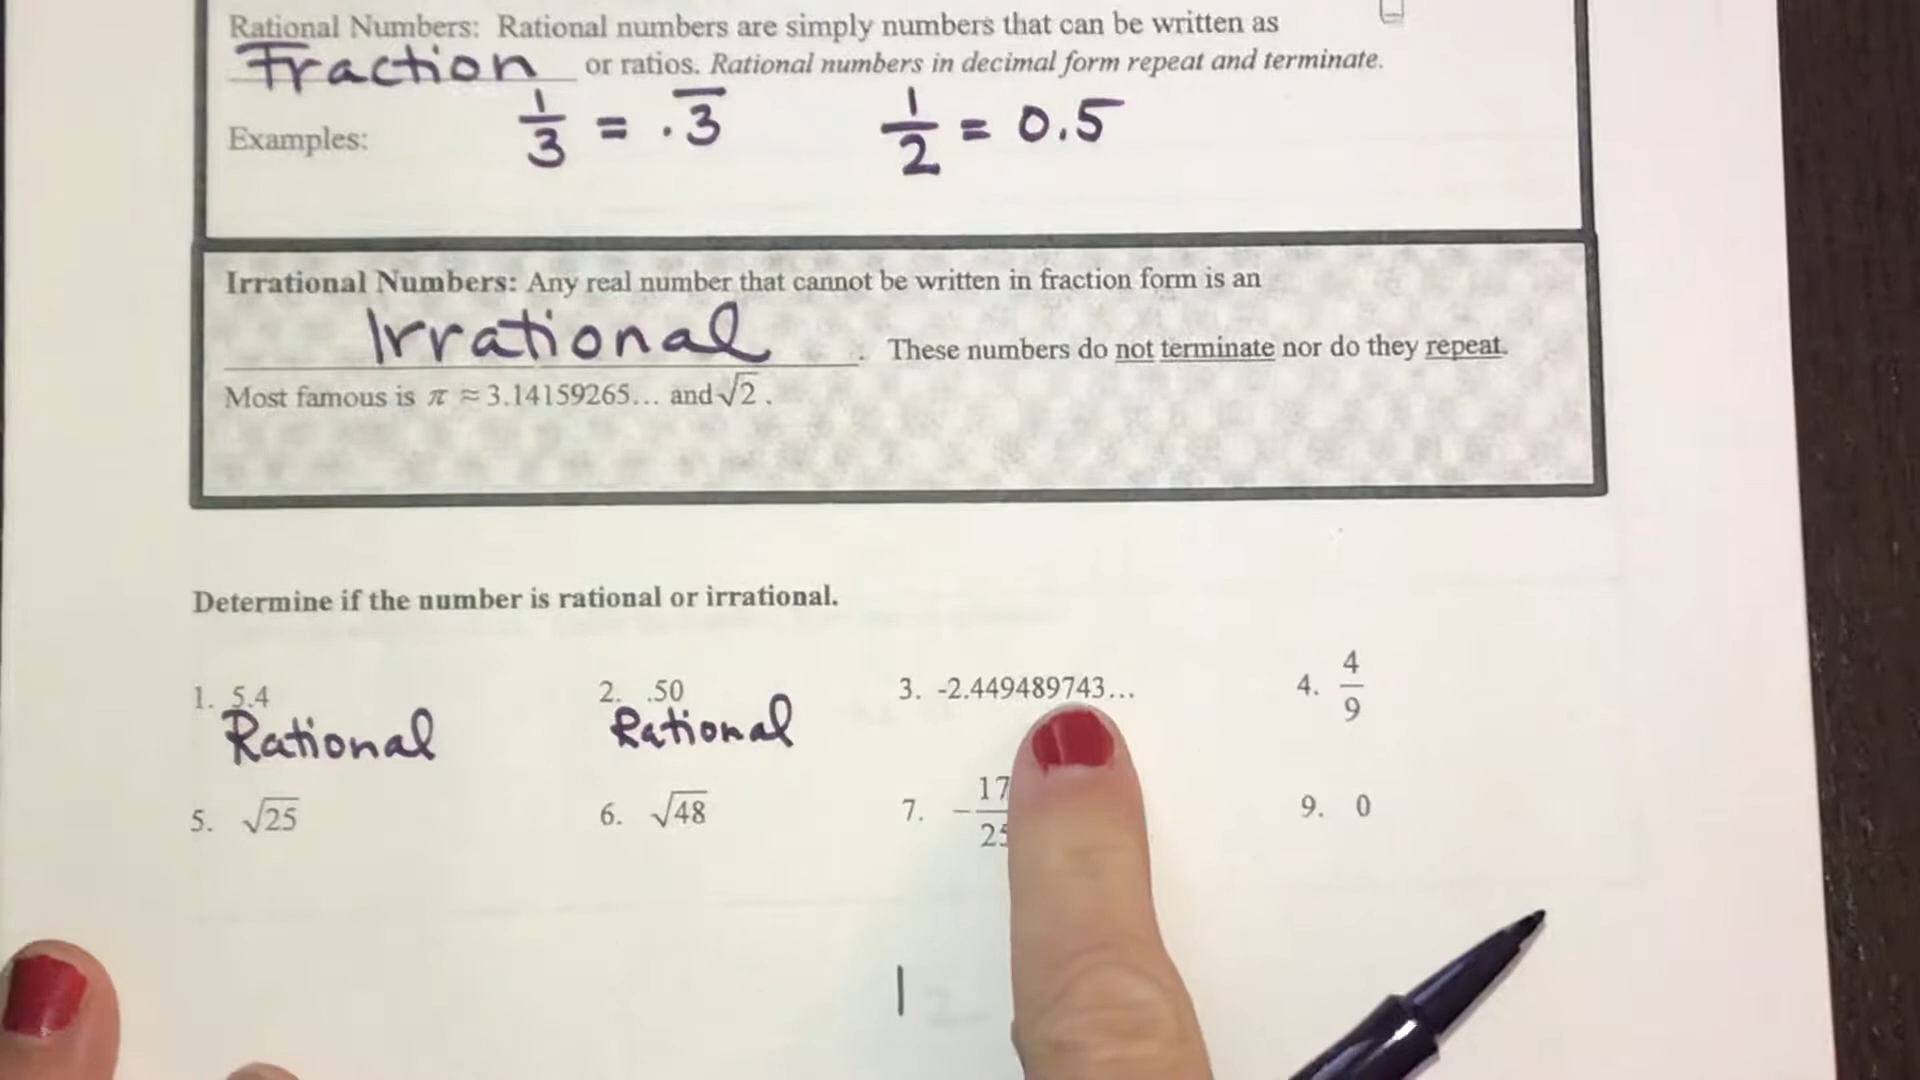 Rational Numbers: Rational numbers are simply numbers that can be written as
Fraction or ratios. Rational numbers in decimal form repeat and terminate.
Examples: 1/3 = .3̅ 1/2 = 0.5
Irrational Numbers: Any real number that cannot be written in fraction form is an
Irrational. These numbers do not terminate nor do they repeat.
Most famous is π ≈ 3.14159265... and √2.
Determine if the number is rational or irrational.
1. 5.4 2. .50 3. -2.449489743... 4. 4/9
Rational Rational
5. √25 6. √48 7. -17/25 9. 0